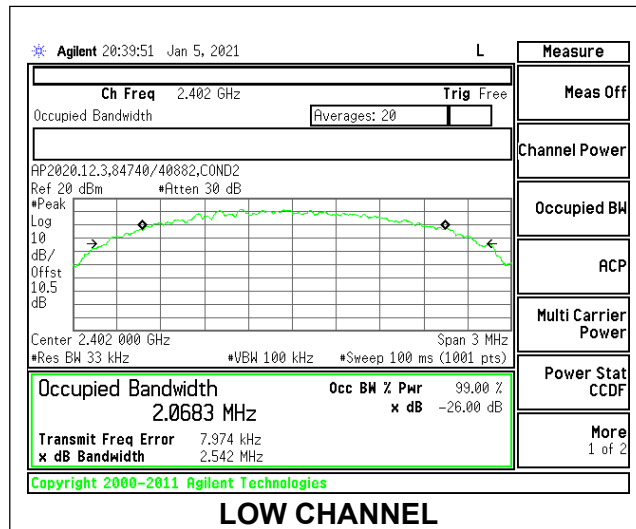 Agilent 20:39:51 Jan 5, 2021 L
Measure
Ch Freq 2.402 GHz Trig Free
Meas Off
Occupied Bandwidth Averages: 20
Channel Power
AP2020.12.3,84740/40882,COND2
Ref 20 dBm #Atten 30 dB
#Peak
Log
10
dB/
Offst
10.5
dB
Occupied BW
ACP
Multi Carrier
Power
Center 2.402 000 GHz Span 3 MHz
#Res BW 33 kHz #VBW 100 kHz #Sweep 100 ms (1001 pts)
Power Stat
CCDF
Occupied Bandwidth Occ BW % Pwr 99.00 %
2.0683 MHz x dB -26.00 dB
Transmit Freq Error 7.974 kHz
x dB Bandwidth 2.542 MHz
More
1 of 2
Copyright 2000-2011 Agilent Technologies
LOW CHANNEL